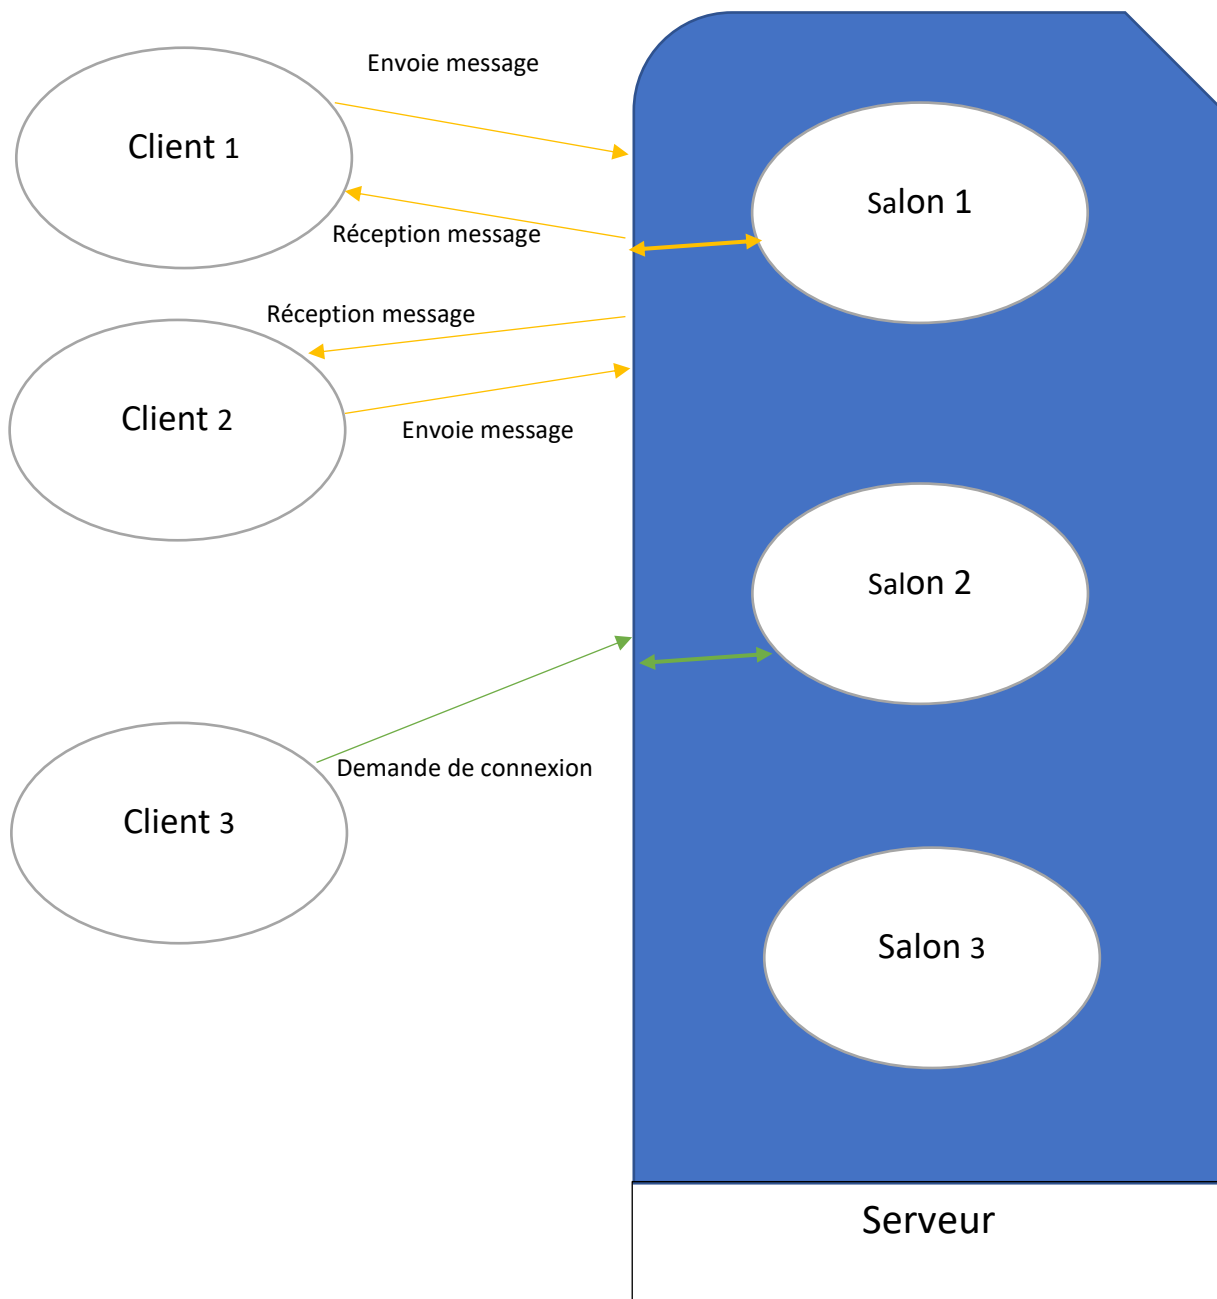 Envoie message
Client 1
Salon 1
Réception message
Réception message
Client 2
Envoie message
Salon 2
Demande de connexion
Client 3
Salon 3
Serveur